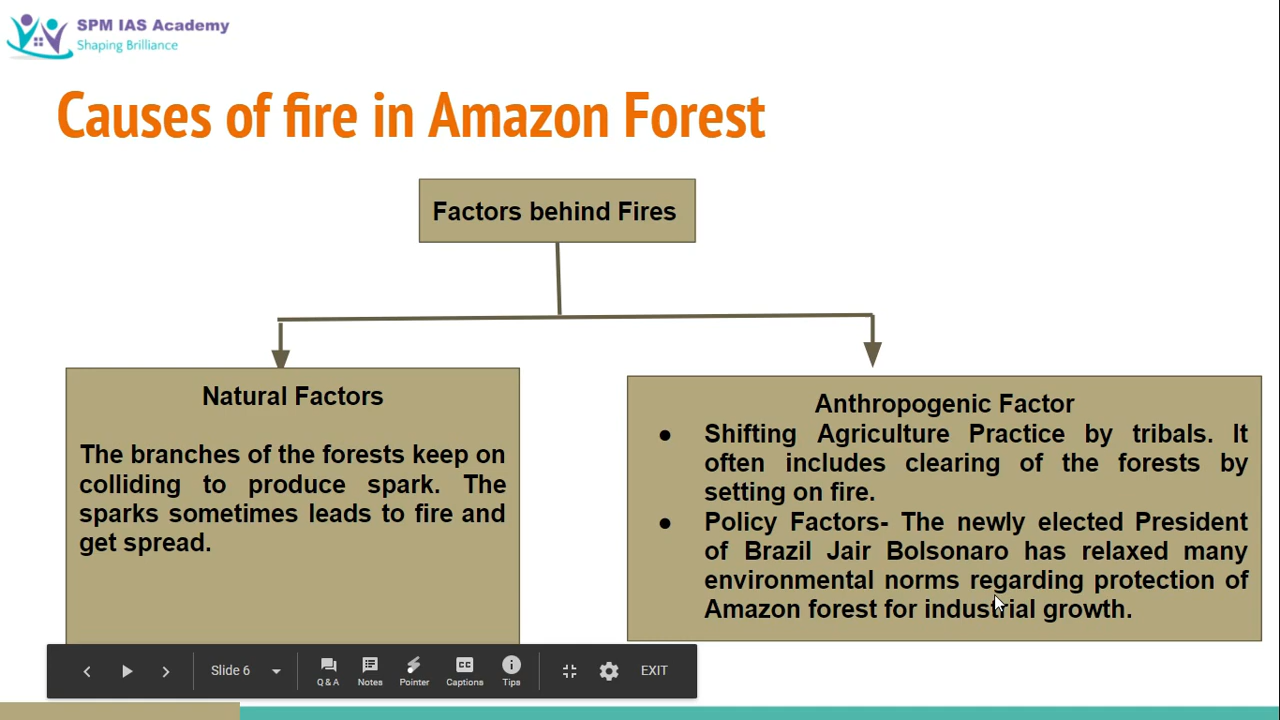 SPM IAS Academy
Shaping Brilliance
Causes of fire in Amazon Forest
Factors behind Fires
Natural Factors
The branches of the forests keep on
colliding to produce spark. The
sparks sometimes leads to fire and
get spread.
Anthropogenic Factor
● Shifting Agriculture Practice by tribals. It
often includes clearing of the forests by
setting on fire.
● Policy Factors- The newly elected President
of Brazil Jair Bolsonaro has relaxed many
environmental norms regarding protection of
Amazon forest for industrial growth.
Slide 6
Q & A
Notes
Pointer
CC
Captions
Tips
EXIT